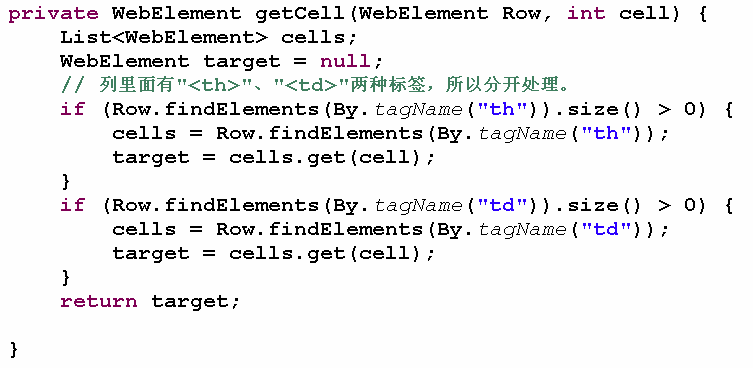 private WebElement getCell(WebElement Row, int cell) {
    List<WebElement> cells;
    WebElement target = null;
    // 列里面有"<th>"、"<td>"两种标签，所以分开处理。
    if (Row.findElements(By.tagName("th")).size() > 0) {
        cells = Row.findElements(By.tagName("th"));
        target = cells.get(cell);
    }
    if (Row.findElements(By.tagName("td")).size() > 0) {
        cells = Row.findElements(By.tagName("td"));
        target = cells.get(cell);
    }
    return target;
}